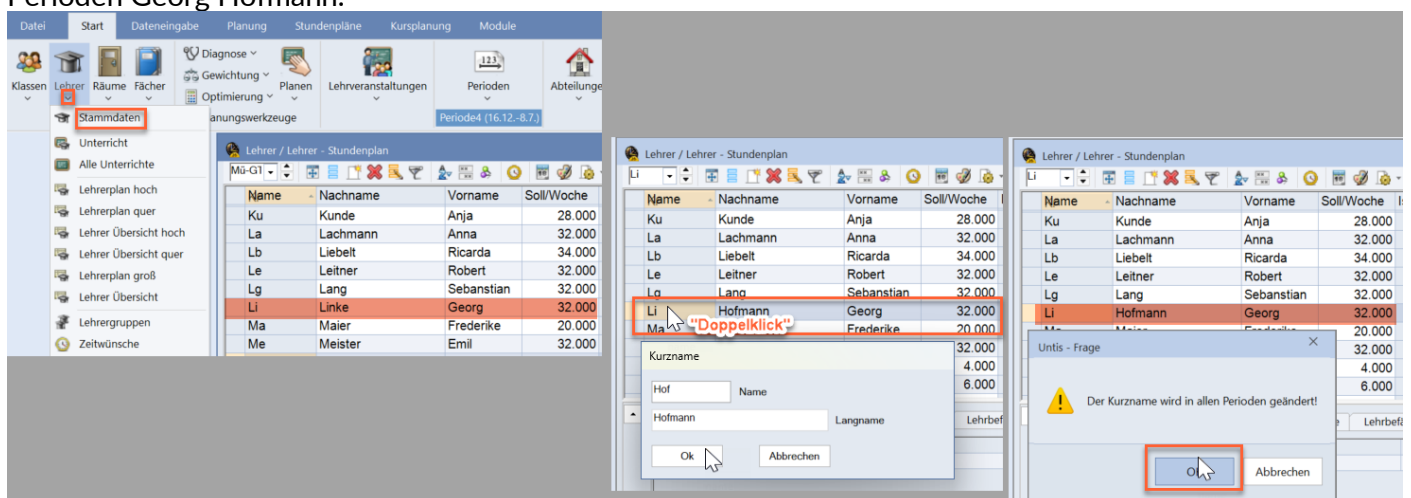 Perioden Georg Hofmann.
Datei Start Dateneingabe Planung Stundenpläne Kursplanung Module
Diagnose
Gewichtung
Klassen Lehrer Räume Fächer Optimierung Planen Lehrveranstaltungen Perioden Abteilunge
Stammdaten
anungswerkzeuge Periode4 (16.12.-8.7.)
Unterricht
Alle Unterrichte
Lehrerplan hoch
Lehrerplan quer
Lehrer Übersicht hoch
Lehrer Übersicht quer
Lehrerplan groß
Lehrer Übersicht
Lehrergruppen
Zeitwünsche
Lehrer / Lehrer - Stundenplan
Mü-G1
Name Nachname Vorname Soll/Woche
Ku Kunde Anja 28.000
La Lachmann Anna 32.000
Lb Liebelt Ricarda 34.000
Le Leitner Robert 32.000
Lg Lang Sebanstian 32.000
Li Linke Georg 32.000
Ma Maier Frederike 20.000
Me Meister Emil 32.000
Lehrer / Lehrer - Stundenplan
Li
Name Nachname Vorname Soll/Woche
Ku Kunde Anja 28.000
La Lachmann Anna 32.000
Lb Liebelt Ricarda 34.000
Le Leitner Robert 32.000
Lg Lang Sebanstian 32.000
Li Hofmann Georg 32.000
Ma "Doppelklick" Frederike 20.000
32.000
4.000
6.000
Kurzname
Hof Name
Hofmann Langname
Ok Abbrechen
Lehrbef
Lehrer / Lehrer - Stundenplan
Li
Name Nachname Vorname Soll/Woche
Ku Kunde Anja 28.000
La Lachmann Anna 32.000
Lb Liebelt Ricarda 34.000
Le Leitner Robert 32.000
Lg Lang Sebanstian 32.000
Li Hofmann Georg 32.000
20.000
32.000
4.000
6.000
Untis - Frage
Der Kurzname wird in allen Perioden geändert!
Abbrechen
Lehrbefä